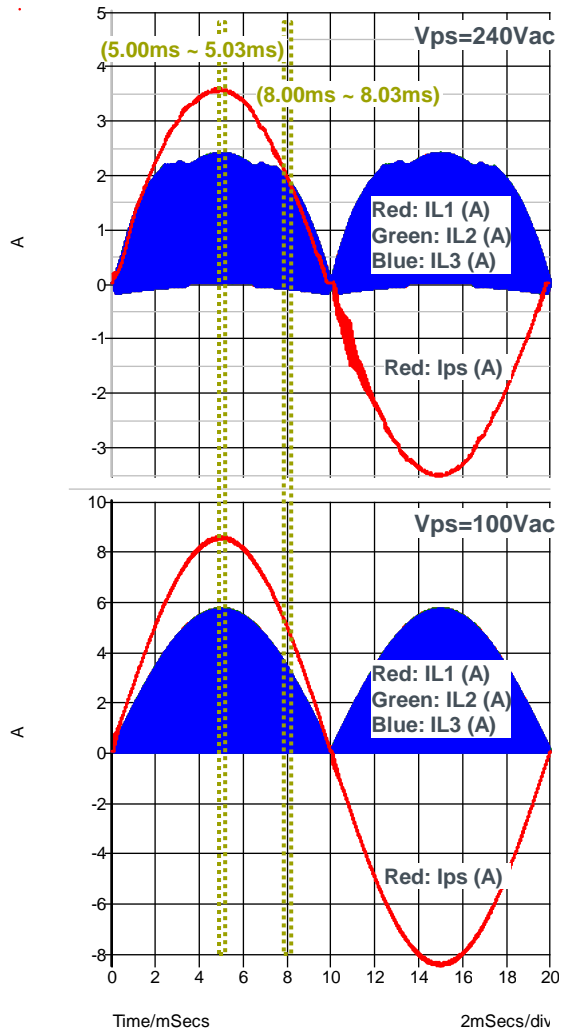 5
Vps=240Vac
(5.00ms ~ 5.03ms)
4
(8.00ms ~ 8.03ms)
3
2
Red: IL1 (A)
Green: IL2 (A)
Blue: IL3 (A)
A
1
0
-1
Red: Ips (A)
-2
-3
10
Vps=100Vac
8
6
4
Red: IL1 (A)
Green: IL2 (A)
Blue: IL3 (A)
2
A
0
-2
-4
Red: Ips (A)
-6
-8
0 2 4 6 8 10 12 14 16 18 20
Time/mSecs 2mSecs/div